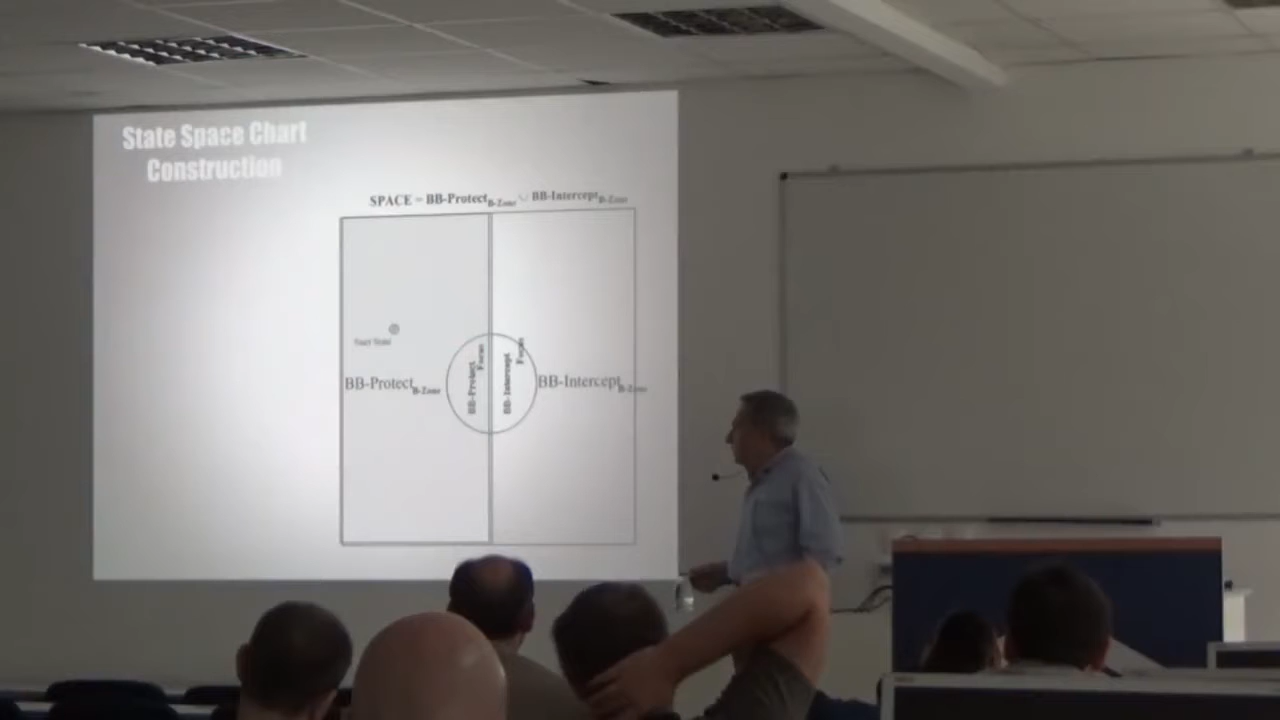 State Space Chart
Construction
SPACE = BB-Protect B-Zone ∪ BB-Intercept B-Zone
Start State
BB-Protect B-Zone
BB-Protect
Focus
BB-Intercept
Focus
BB-Intercept B-Zone